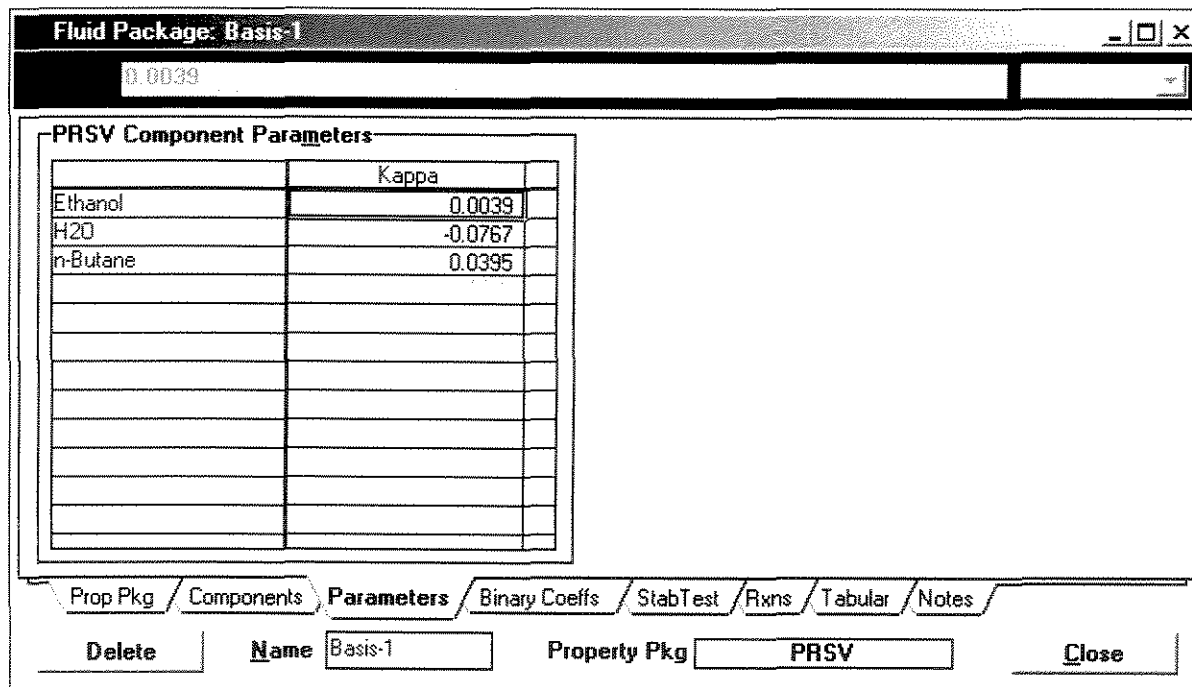 Fluid Package: Basis-1
0.0039
PRSV Component Parameters
Kappa
Ethanol 0.0039
H2O -0.0767
n-Butane 0.0395
Prop Pkg Components Parameters Binary Coeffs StabTest Rxns Tabular Notes
Delete Name Basis-1 Property Pkg PRSV Close